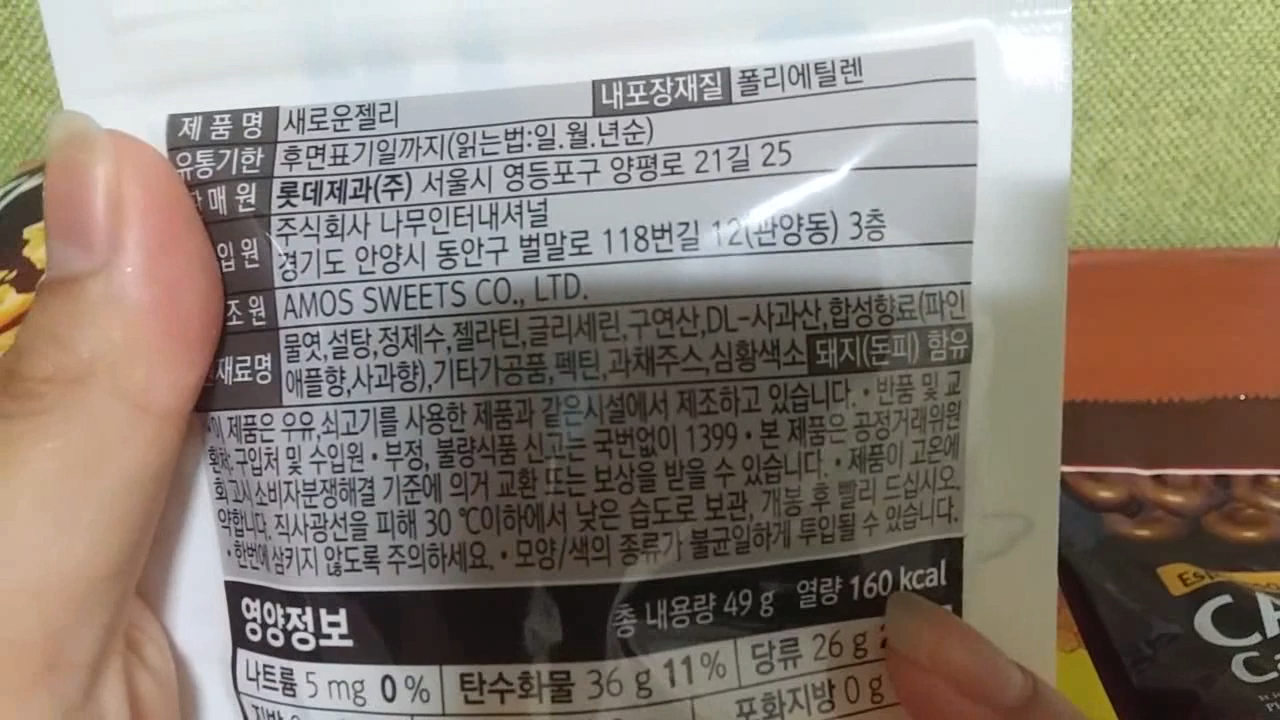 제 품 명 새로운젤리 내포장재질 폴리에틸렌
유통기한 후면표기일까지(읽는법:일.월.년순)
매 원 롯데제과(주) 서울시 영등포구 양평로 21길 25
입 원 주식회사 나무인터내셔널
경기도 안양시 동안구 벌말로 118번길 12(관양동) 3층
조 원 AMOS SWEETS CO., LTD.
재료명 물엿,설탕,정제수,젤라틴,글리세린,구연산,DL-사과산,합성향료(파인
애플향,사과향),기타가공품,펙틴,과채주스,심황색소 돼지(돈피) 함유
이 제품은 우유,쇠고기를 사용한 제품과 같은시설에서 제조하고 있습니다. • 반품 및 교
환처: 구입처 및 수입원 • 부정, 불량식품 신고는 국번없이 1399 • 본 제품은 공정거래위원
회 고시 소비자분쟁해결 기준에 의거 교환 또는 보상을 받을 수 있습니다. • 제품이 고온에
약합니다. 직사광선을 피해 30 ℃이하에서 낮은 습도로 보관, 개봉 후 빨리 드십시오.
• 한번에 삼키지 않도록 주의하세요. • 모양/색의 종류가 불균일하게 투입될 수 있습니다.
영양정보 총 내용량 49 g 열량 160 kcal
나트륨 5 mg 0 % 탄수화물 36 g 11 % 당류 26 g
지방 포화지방 0 g